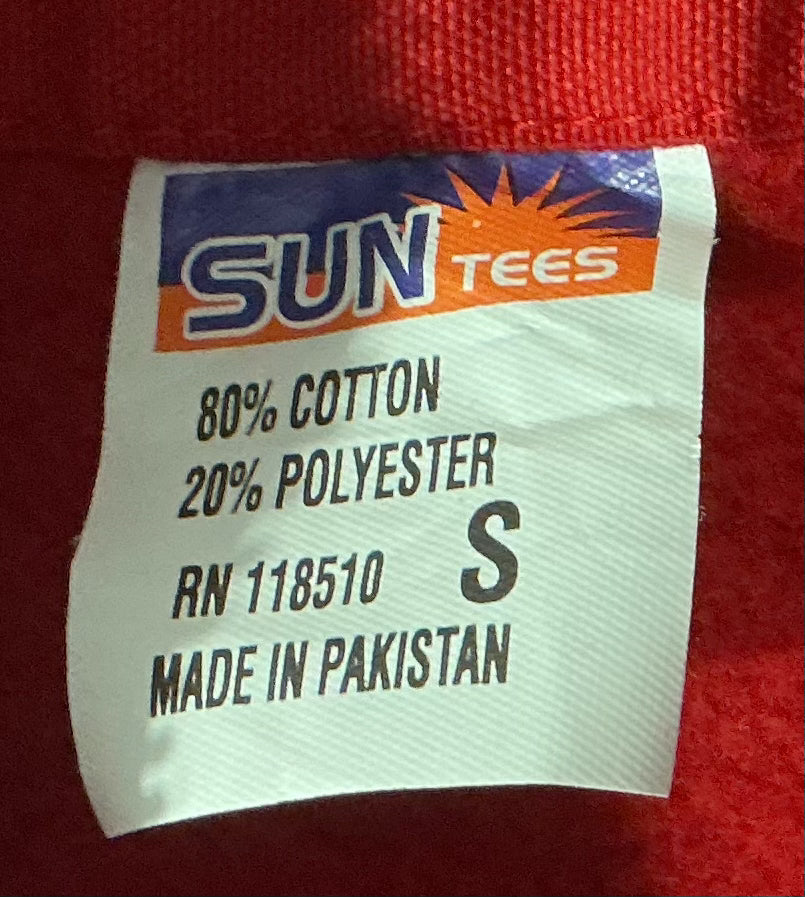 SUN TEES
80% COTTON
20% POLYESTER
RN 118510 S
MADE IN PAKISTAN